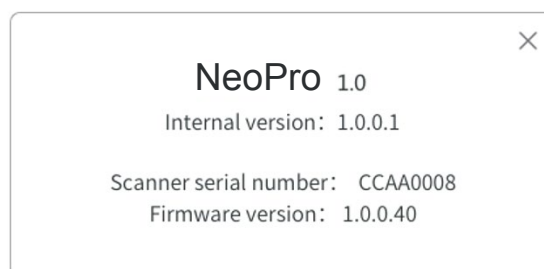 NeoPro 1.0
Internal version： 1.0.0.1
Scanner serial number： CCAA0008
Firmware version： 1.0.0.40